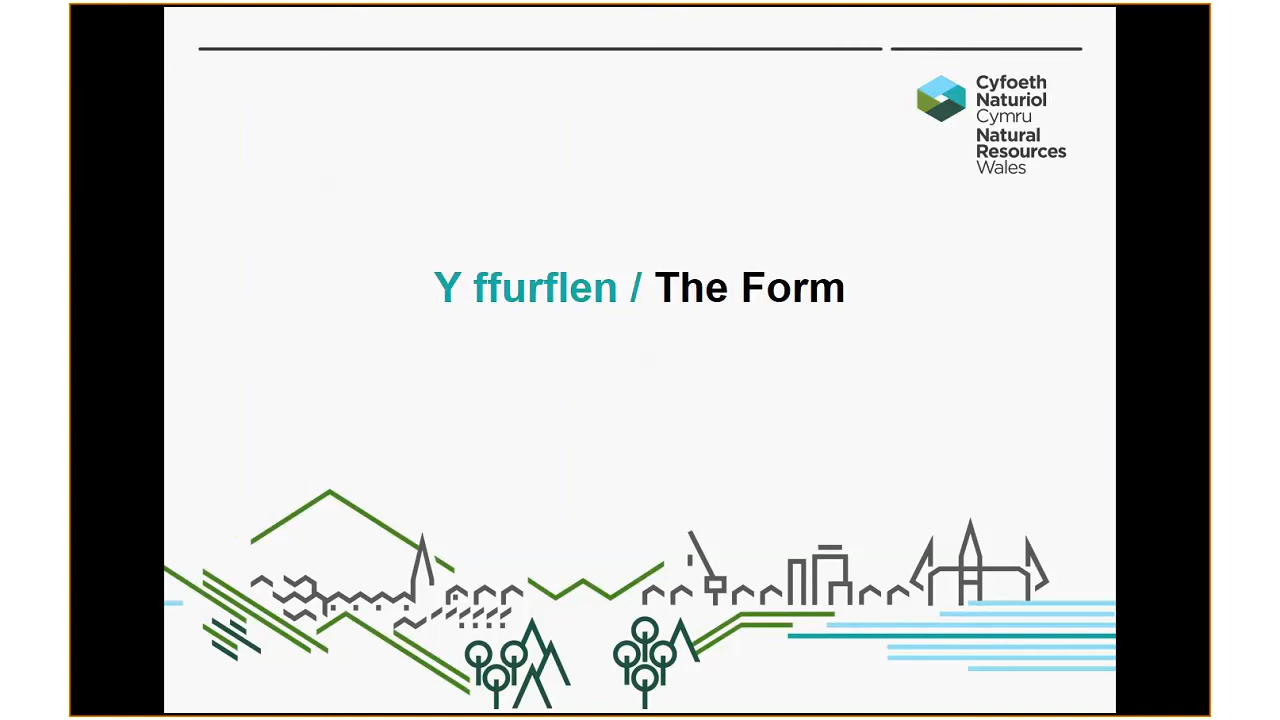 Cyfoeth
Naturiol
Cymru
Natural
Resources
Wales
Y ffurflen / The Form